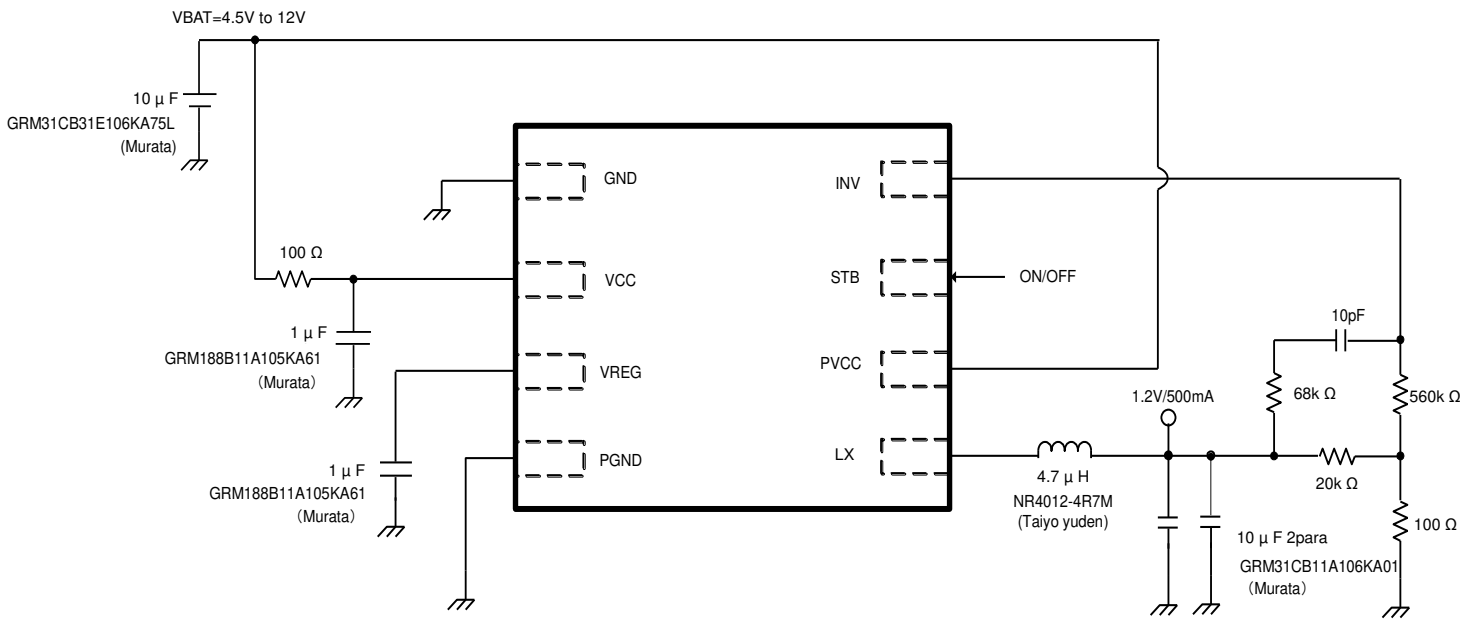 VBAT=4.5V to 12V
10 μ F
GRM31CB31E106KA75L
(Murata)
GND
INV
100 Ω
VCC
STB
ON/OFF
1 μ F
GRM188B11A105KA61
(Murata)
VREG
PVCC
10pF
68k Ω
560k Ω
1.2V/500mA
1 μ F
GRM188B11A105KA61
(Murata)
PGND
LX
4.7 μ H
NR4012-4R7M
(Taiyo yuden)
20k Ω
100 Ω
10 μ F 2para
GRM31CB11A106KA01
(Murata)